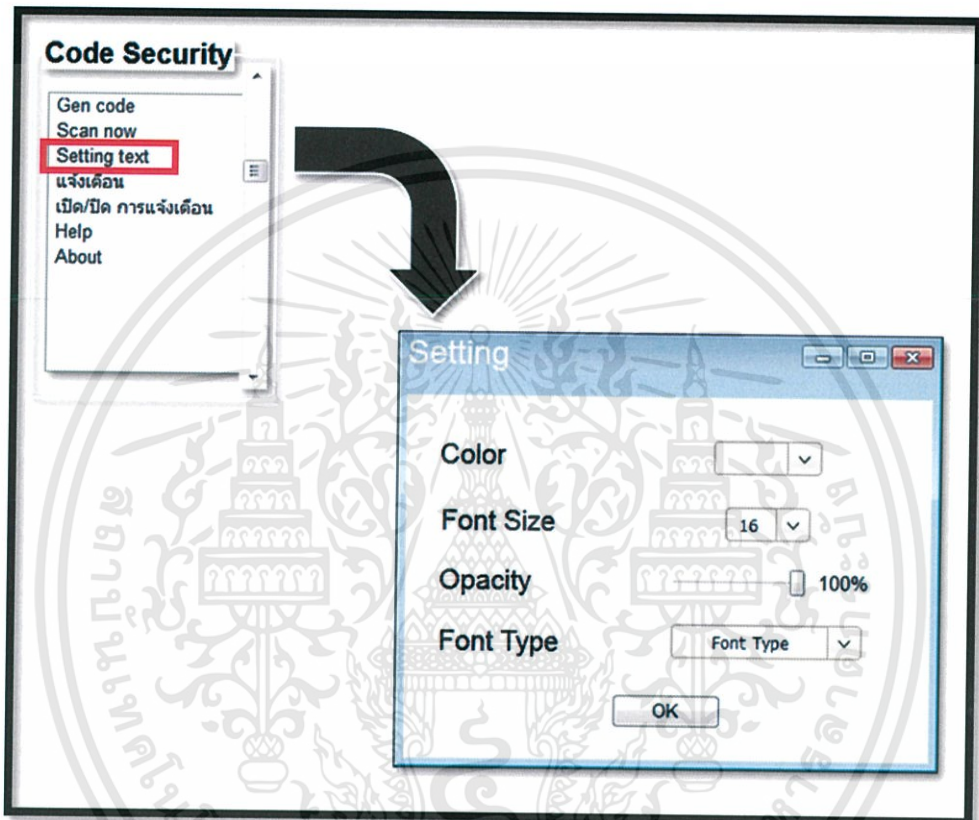 Code Security
Gen code
Scan now
Setting text
แจ้งเตือน
เปิด/ปิด การแจ้งเตือน
Help
About
Setting
Color
Font Size
16
Opacity
100%
Font Type
Font Type
OK